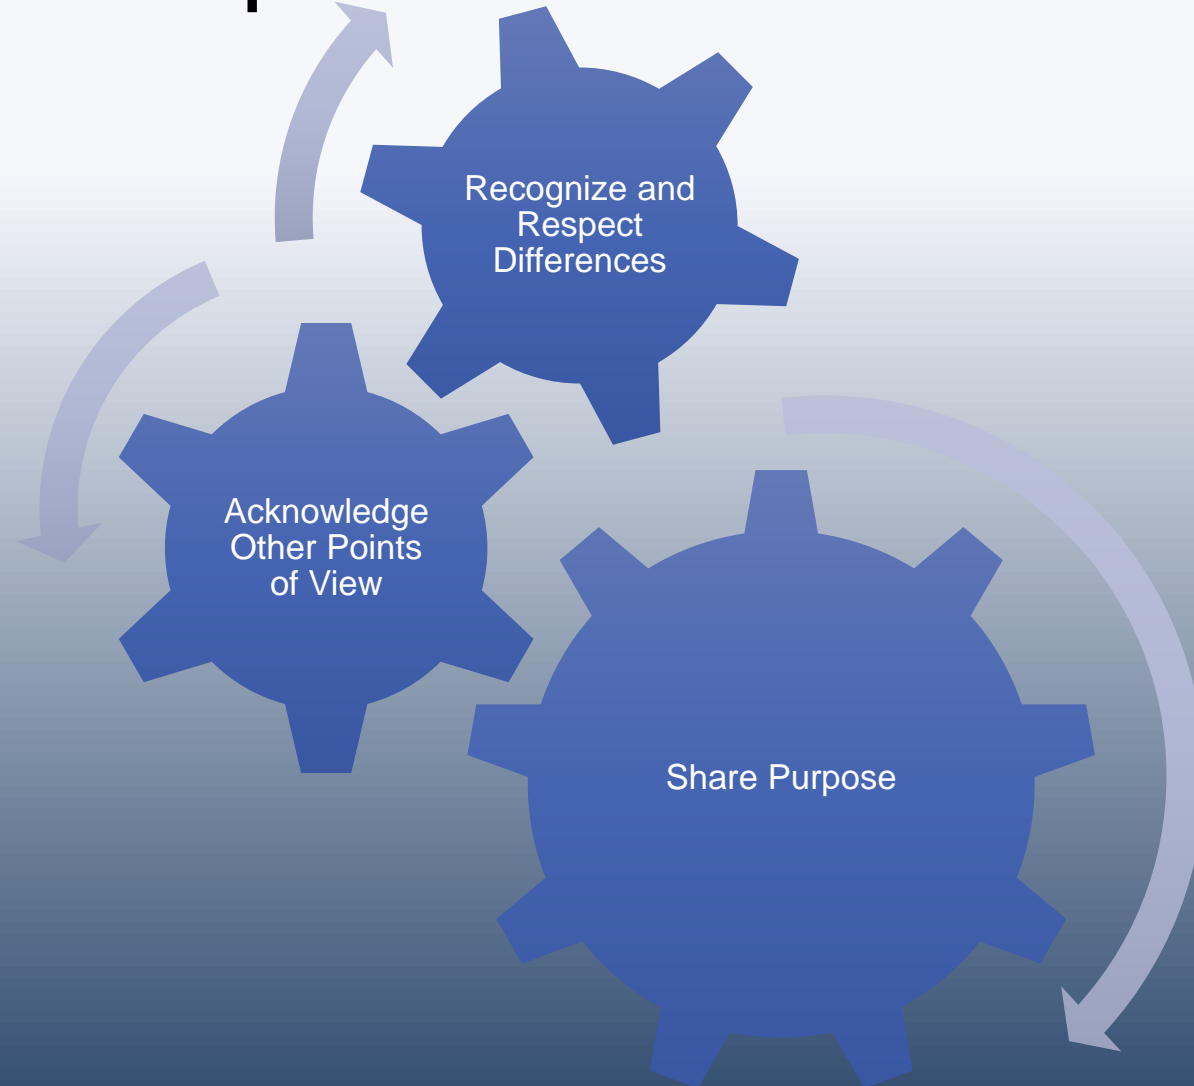 Recognize and
Respect
Differences
Acknowledge
Other Points
of View
Share Purpose